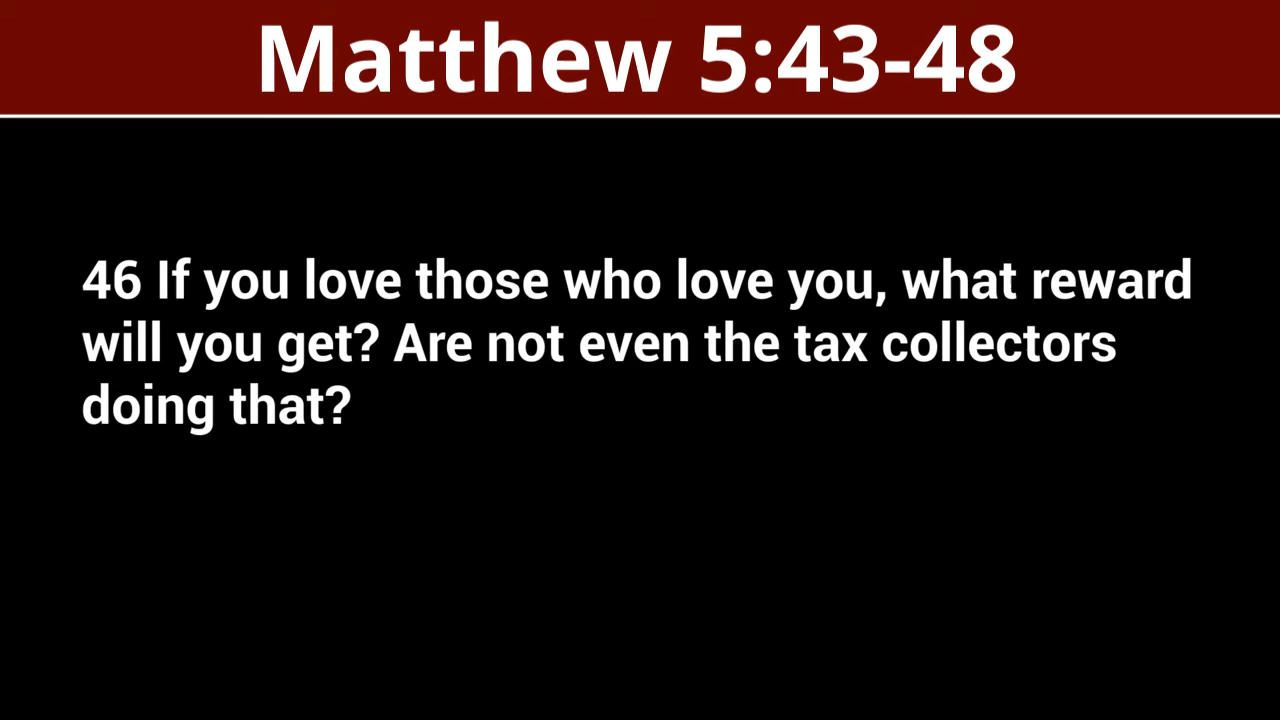 Matthew 5:43-48
46 If you love those who love you, what reward
will you get? Are not even the tax collectors
doing that?